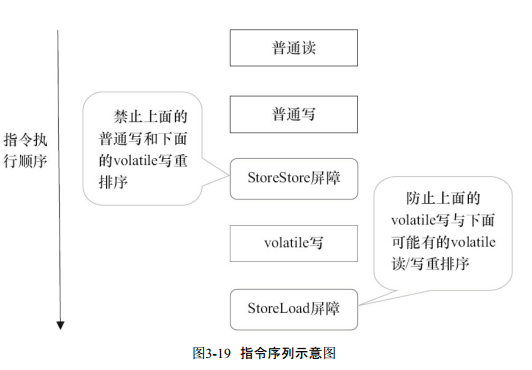 普通读
普通写
禁止上面的
普通写和下面
的volatile写重
排序
指令执
行顺序
StoreStore屏障
防止上面的
volatile写与下面
可能有的volatile
读/写重排序
volatile写
StoreLoad屏障
图3-19 指令序列示意图